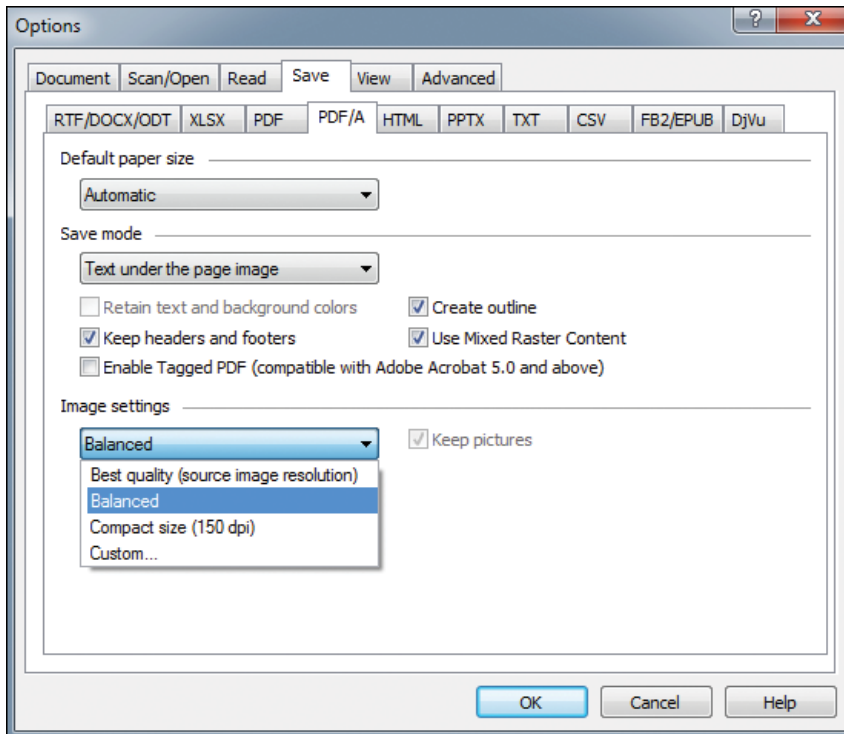 Options
?
X
Document Scan/Open Read Save View Advanced
RTF/DOCX/ODT XLSX PDF PDF/A HTML PPTX TXT CSV FB2/EPUB DjVu
Default paper size
Automatic
Save mode
Text under the page image
Retain text and background colors Create outline
Keep headers and footers Use Mixed Raster Content
Enable Tagged PDF (compatible with Adobe Acrobat 5.0 and above)
Image settings
Balanced Keep pictures
Best quality (source image resolution)
Balanced
Compact size (150 dpi)
Custom...
OK Cancel Help